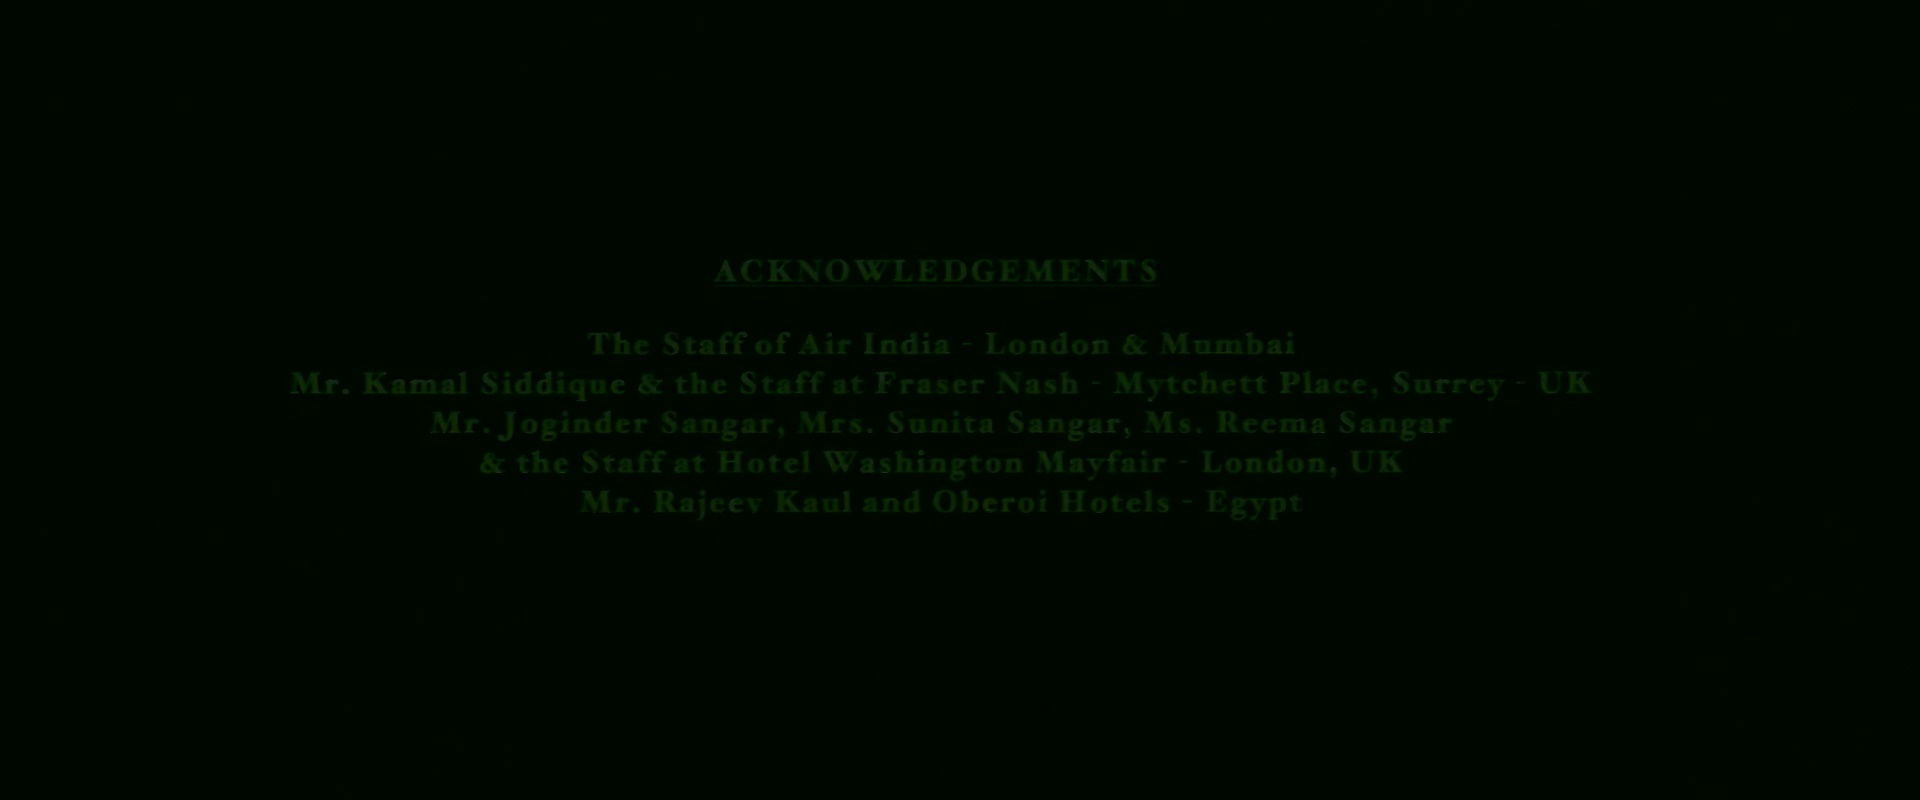 ACKNOWLEDGEMENTS
The Staff of Air India - London & Mumbai
Mr. Kamal Siddique & the Staff at Fraser Nash - Mytchett Place, Surrey - UK
Mr. Joginder Sangar, Mrs. Sunita Sangar, Ms. Reema Sangar
& the Staff at Hotel Washington Mayfair - London, UK
Mr. Rajeev Kaul and Oberoi Hotels - Egypt